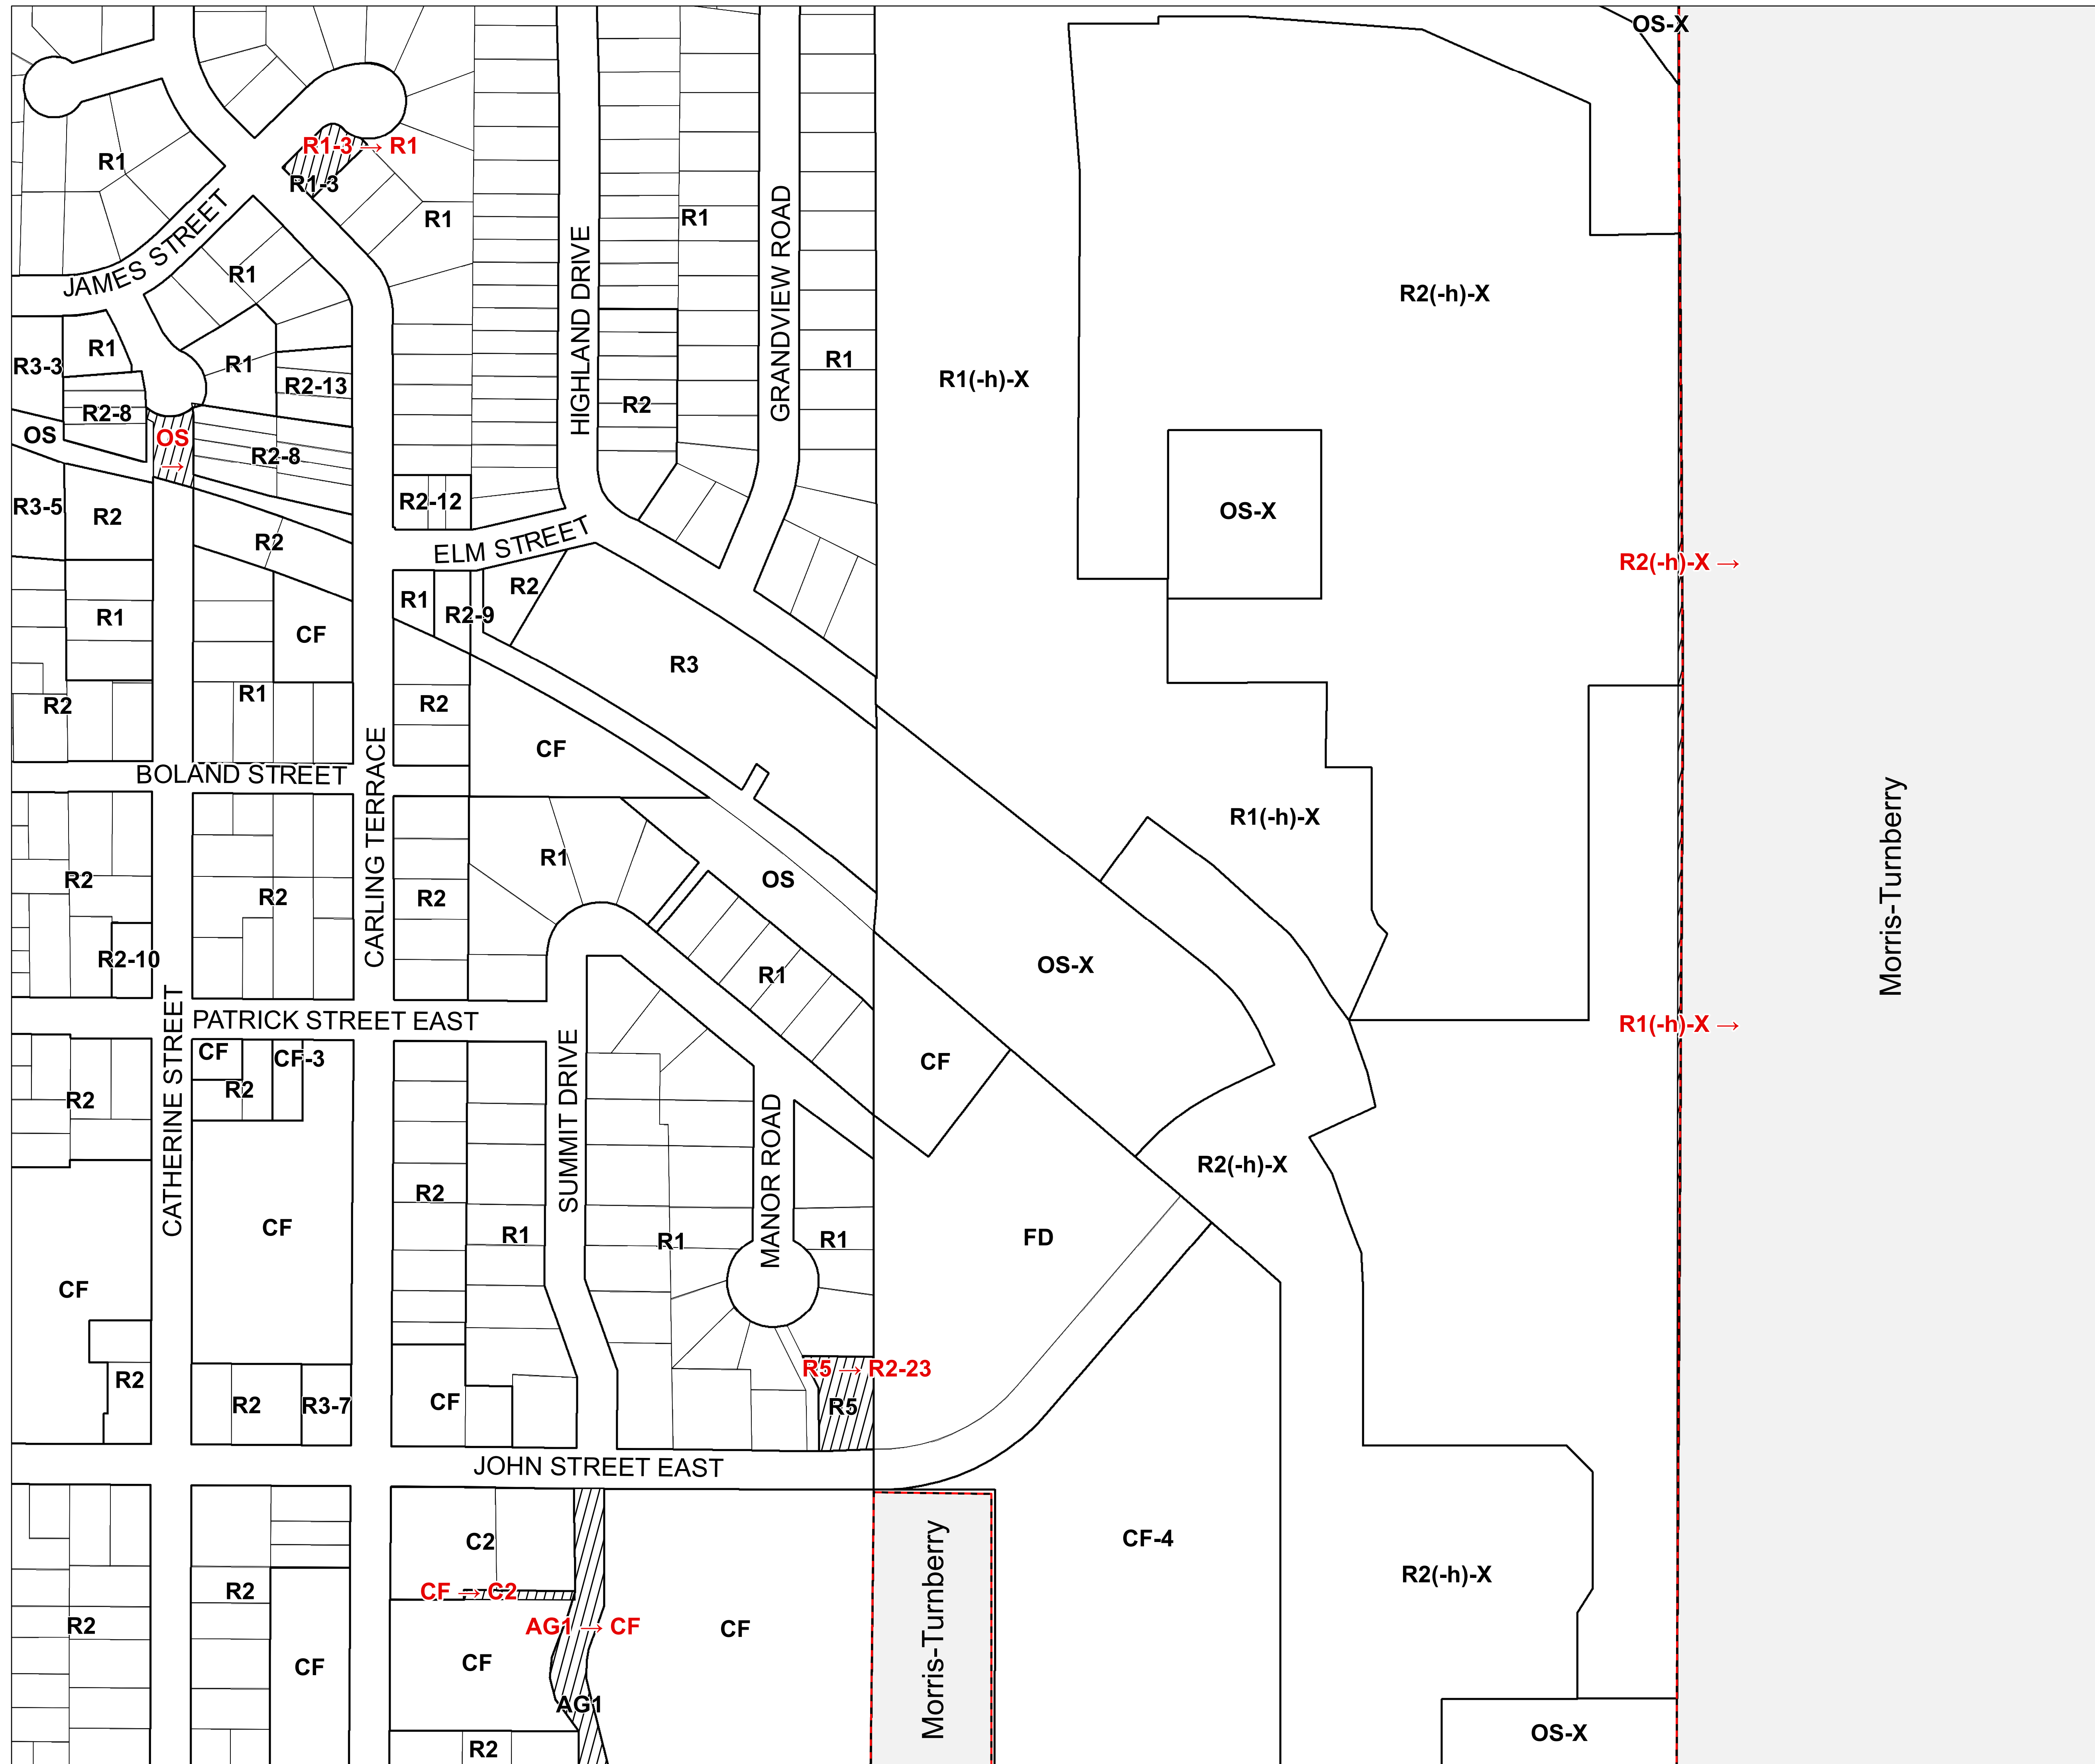 OS-X
R1-3 → R1
R1
R1-3
R1
R1
R1
JAMES STREET
HIGHLAND DRIVE
GRANDVIEW ROAD
R2(-h)-X
R1
R3-3
R1
R1
R1(-h)-X
R2-13
R2-8
R2
OS
OS
→
R2-8
R2-12
R3-5
R2
OS-X
R2
ELM STREET
R2(-h)-X →
R1
R2
R2-9
R1
CF
R3
R1
R2
R2
CF
BOLAND STREET
CARLING TERRACE
R1(-h)-X
Morris-Turnberry
R2
R1
OS
R2
R2
R2-10
R1
OS-X
CATHERINE STREET
PATRICK STREET EAST
R1(-h)-X →
CF
CF-3
CF
R2
R2
SUMMIT DRIVE
MANOR ROAD
R2(-h)-X
R2
CF
R1
R1
R1
FD
CF
R2
R5 → R2-23
R2
R3-7
CF
R5
JOHN STREET EAST
C2
CF-4
R2(-h)-X
R2
CF → C2
R2
AG1 → CF
CF
Morris-Turnberry
CF
CF
AG1
OS-X
R2